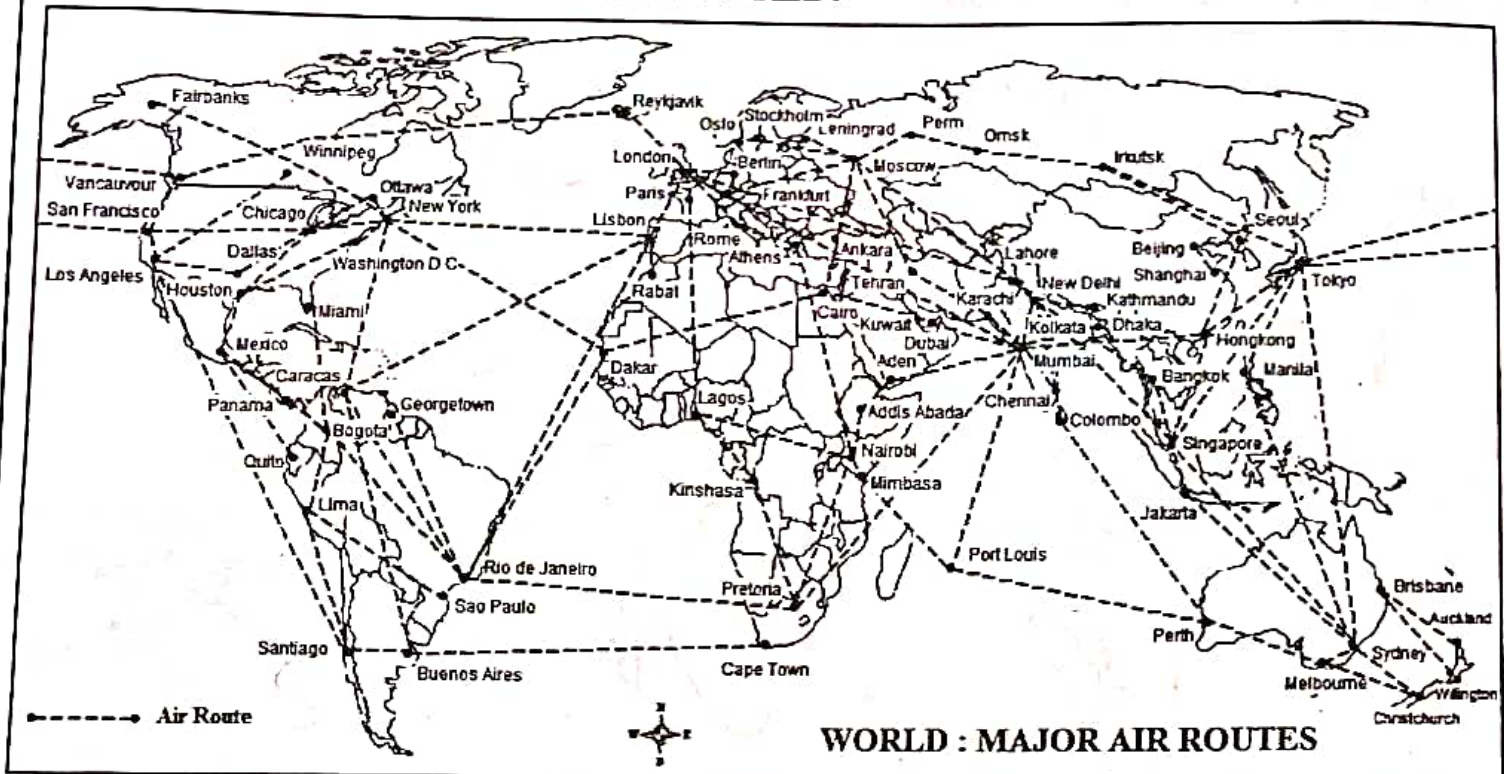 Fairbanks
Reykjavik
Stockholm
Oslo
Leningrad
Perm
Omsk
Irkutsk
Winnipeg
London
Berlin
Moscow
Vancauvour
Ottawa
Paris
Frankfurt
San Francisco
Chicago
New York
Lisbon
Seoul
Rome
Ankara
Beijing
Lahore
Dallas
Washington D C
Athens
Los Angeles
Houston
Rabat
Tehran
New Delhi
Shanghai
Tokyo
Miami
Cairo
Karachi
Kathmandu
Kuwait
Kolkata
Dhaka
Mexico
Dubai
Hongkong
Caracas
Dakar
Aden
Mumbai
Bangkok
Manila
Panama
Georgetown
Lagos
Addis Abada
Chennai
Colombo
Bogota
Quito
Nairobi
Singapore
Kinshasa
Mimbasa
Lima
Jakarta
Port Louis
Rio de Janeiro
Pretoria
Brisbane
Sao Paulo
Auckland
Perth
Santiago
Sydney
Buenos Aires
Cape Town
Melbourne
Willington
Christchurch
Air Route
N
W E
S
WORLD : MAJOR AIR ROUTES